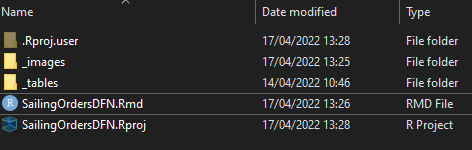 Name Date modified Type
.Rproj.user 17/04/2022 13:28 File folder
_images 17/04/2022 13:25 File folder
_tables 14/04/2022 10:46 File folder
R SailingOrdersDFN.Rmd 17/04/2022 13:26 RMD File
SailingOrdersDFN.Rproj 17/04/2022 13:28 R Project